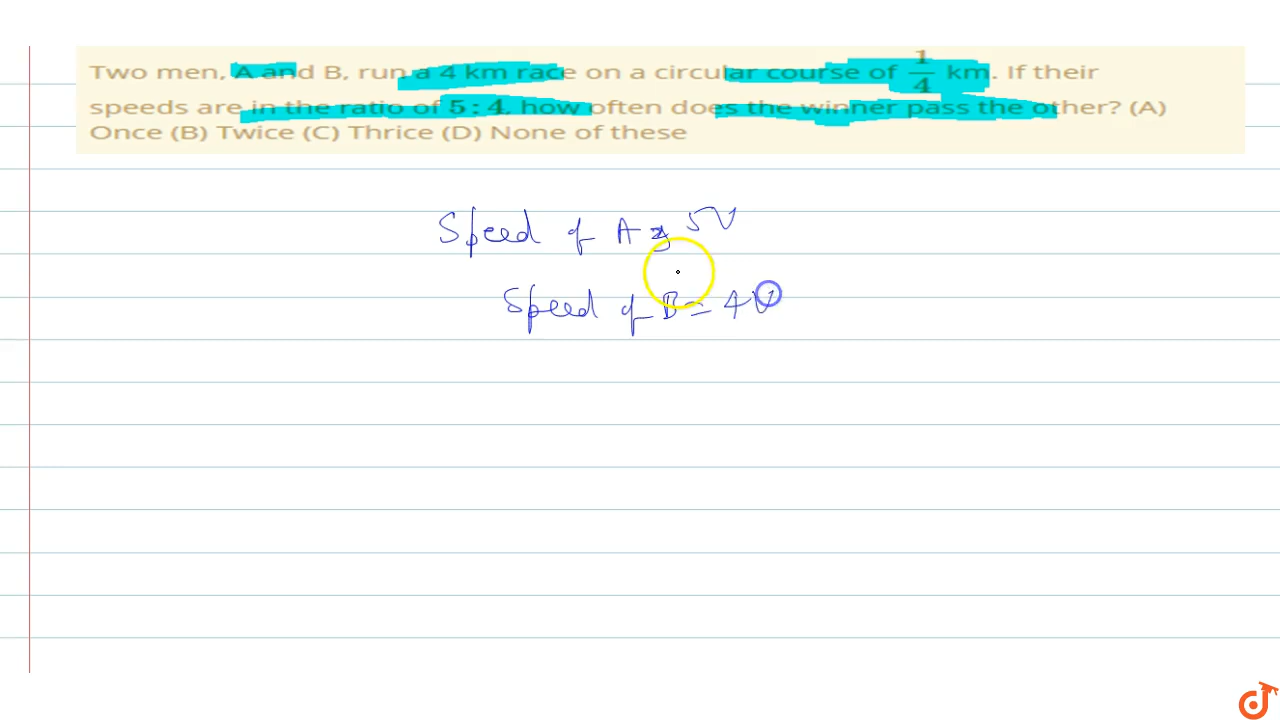 Two men, A and B, run a 4 km race on a circular course of 1/4 km. If their
speeds are in the ratio of 5 : 4, how often does the winner pass the other? (A)
Once (B) Twice (C) Thrice (D) None of these
Speed of A = 5V
Speed of B = 4V